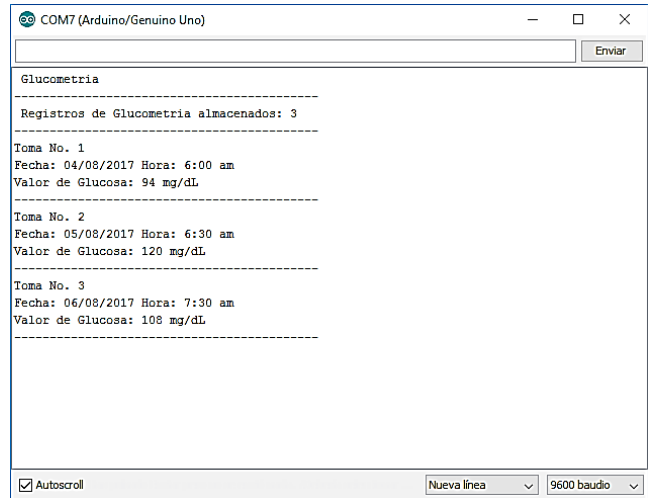 COM7 (Arduino/Genuino Uno)
Enviar
Glucometria
-------------------------------------------
Registros de Glucometria almacenados: 3
-------------------------------------------
Toma No. 1
Fecha: 04/08/2017 Hora: 6:00 am
Valor de Glucosa: 94 mg/dL
-------------------------------------------
Toma No. 2
Fecha: 05/08/2017 Hora: 6:30 am
Valor de Glucosa: 120 mg/dL
-------------------------------------------
Toma No. 3
Fecha: 06/08/2017 Hora: 7:30 am
Valor de Glucosa: 108 mg/dL
-------------------------------------------
Autoscroll
Nueva línea
9600 baudio